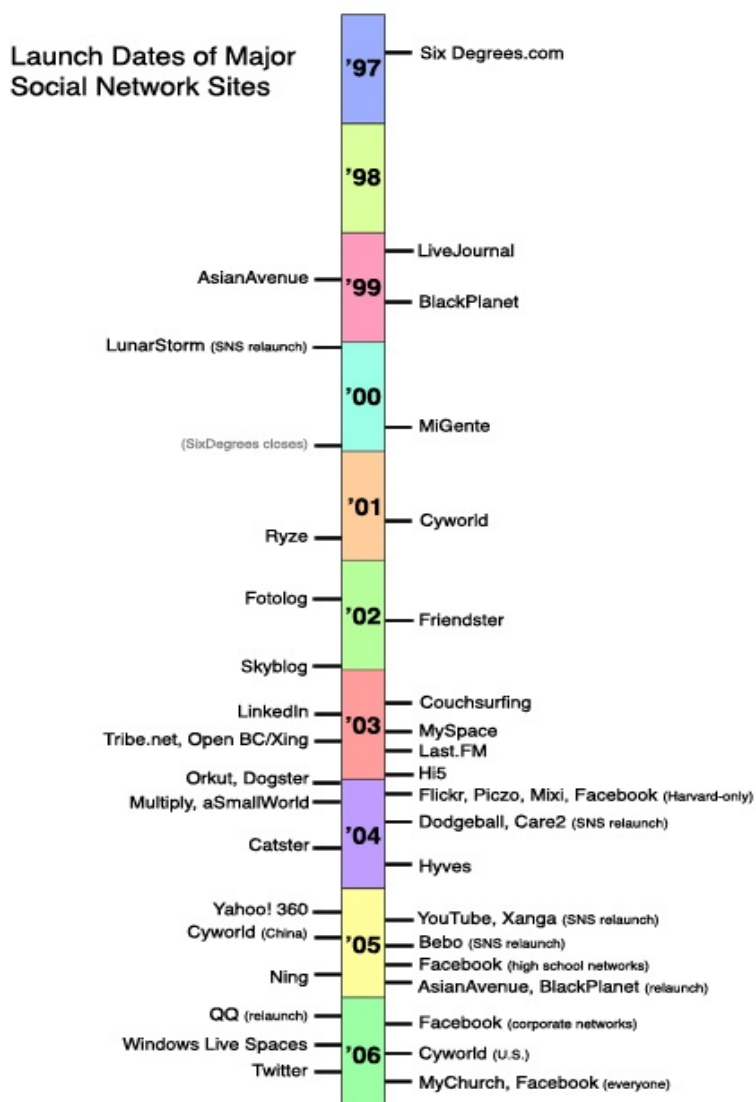 Launch Dates of Major
Social Network Sites
'97
Six Degrees.com
'98
'99
LiveJournal
AsianAvenue
BlackPlanet
LunarStorm (SNS relaunch)
'00
MiGente
(SixDegrees closes)
'01
Cyworld
Ryze
'02
Fotolog
Friendster
Skyblog
'03
Couchsurfing
LinkedIn
MySpace
Tribe.net, Open BC/Xing
Last.FM
Hi5
Orkut, Dogster
Flickr, Piczo, Mixi, Facebook (Harvard-only)
Multiply, aSmallWorld
Dodgeball, Care2 (SNS relaunch)
'04
Catster
Hyves
Yahoo! 360
YouTube, Xanga (SNS relaunch)
Cyworld (China)
'05
Bebo (SNS relaunch)
Facebook (high school networks)
Ning
AsianAvenue, BlackPlanet (relaunch)
QQ (relaunch)
Facebook (corporate networks)
Windows Live Spaces
'06
Cyworld (U.S.)
Twitter
MyChurch, Facebook (everyone)